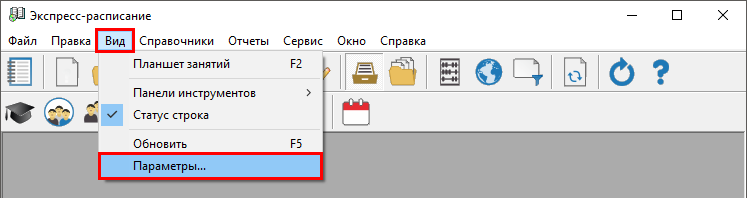 Экспресс-расписание
Файл Правка Вид Справочники Отчеты Сервис Окно Справка
Планшет занятий F2
Панели инструментов
Статус строка
Обновить F5
Параметры...